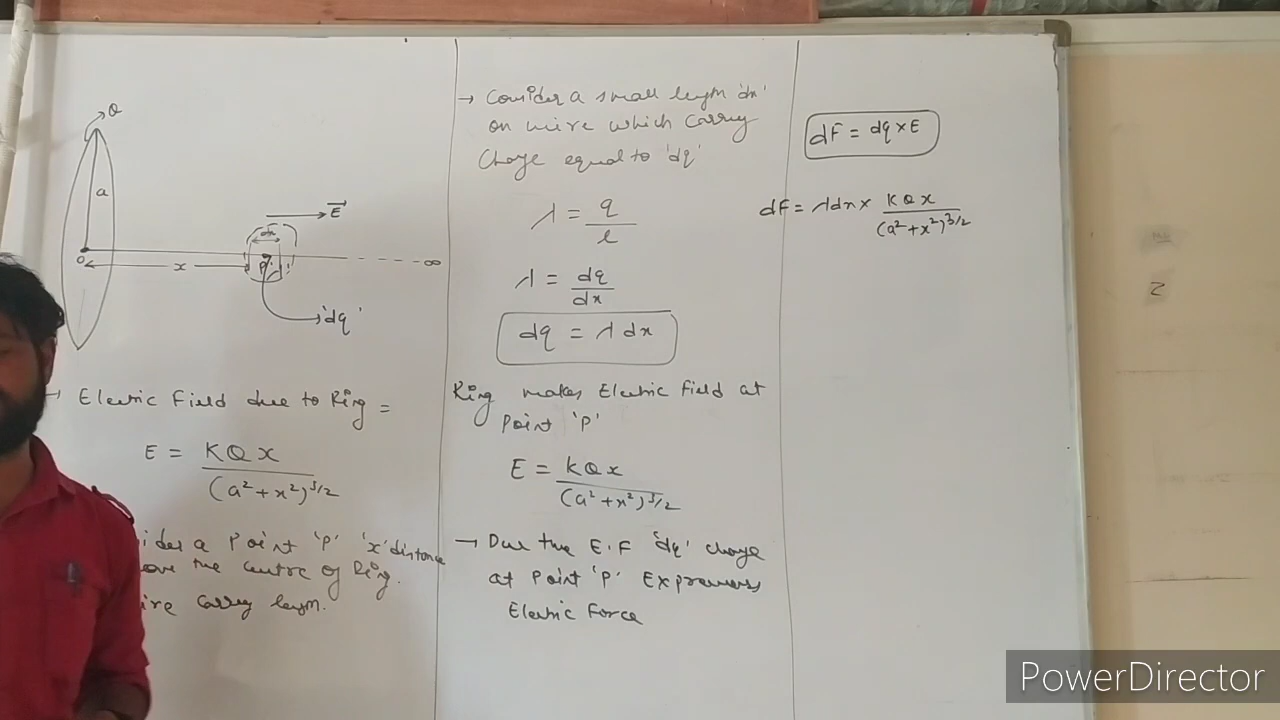 Q
a
E
dx
O
x
P
∞
'dq'
→ Electric Field due to Ring =
E = KQx / (a² + x²)^3/2
ider a Point 'P' 'x' distance
ove the centre of Ring.
ire carry
→ Consider a small 'dx'
on wire which carry
charge equal to 'dq'
λ = q / l
λ = dq / dx
dq = λ dx
Ring makes Electric Field at
Point 'P'
E = KQx / (a² + x²)^3/2
→ Due the E.F 'dq' charge
at Point 'P'
Electric Force
dF = dq × E
dF = λdx × KQx / (a² + x²)^3/2
PowerDirector